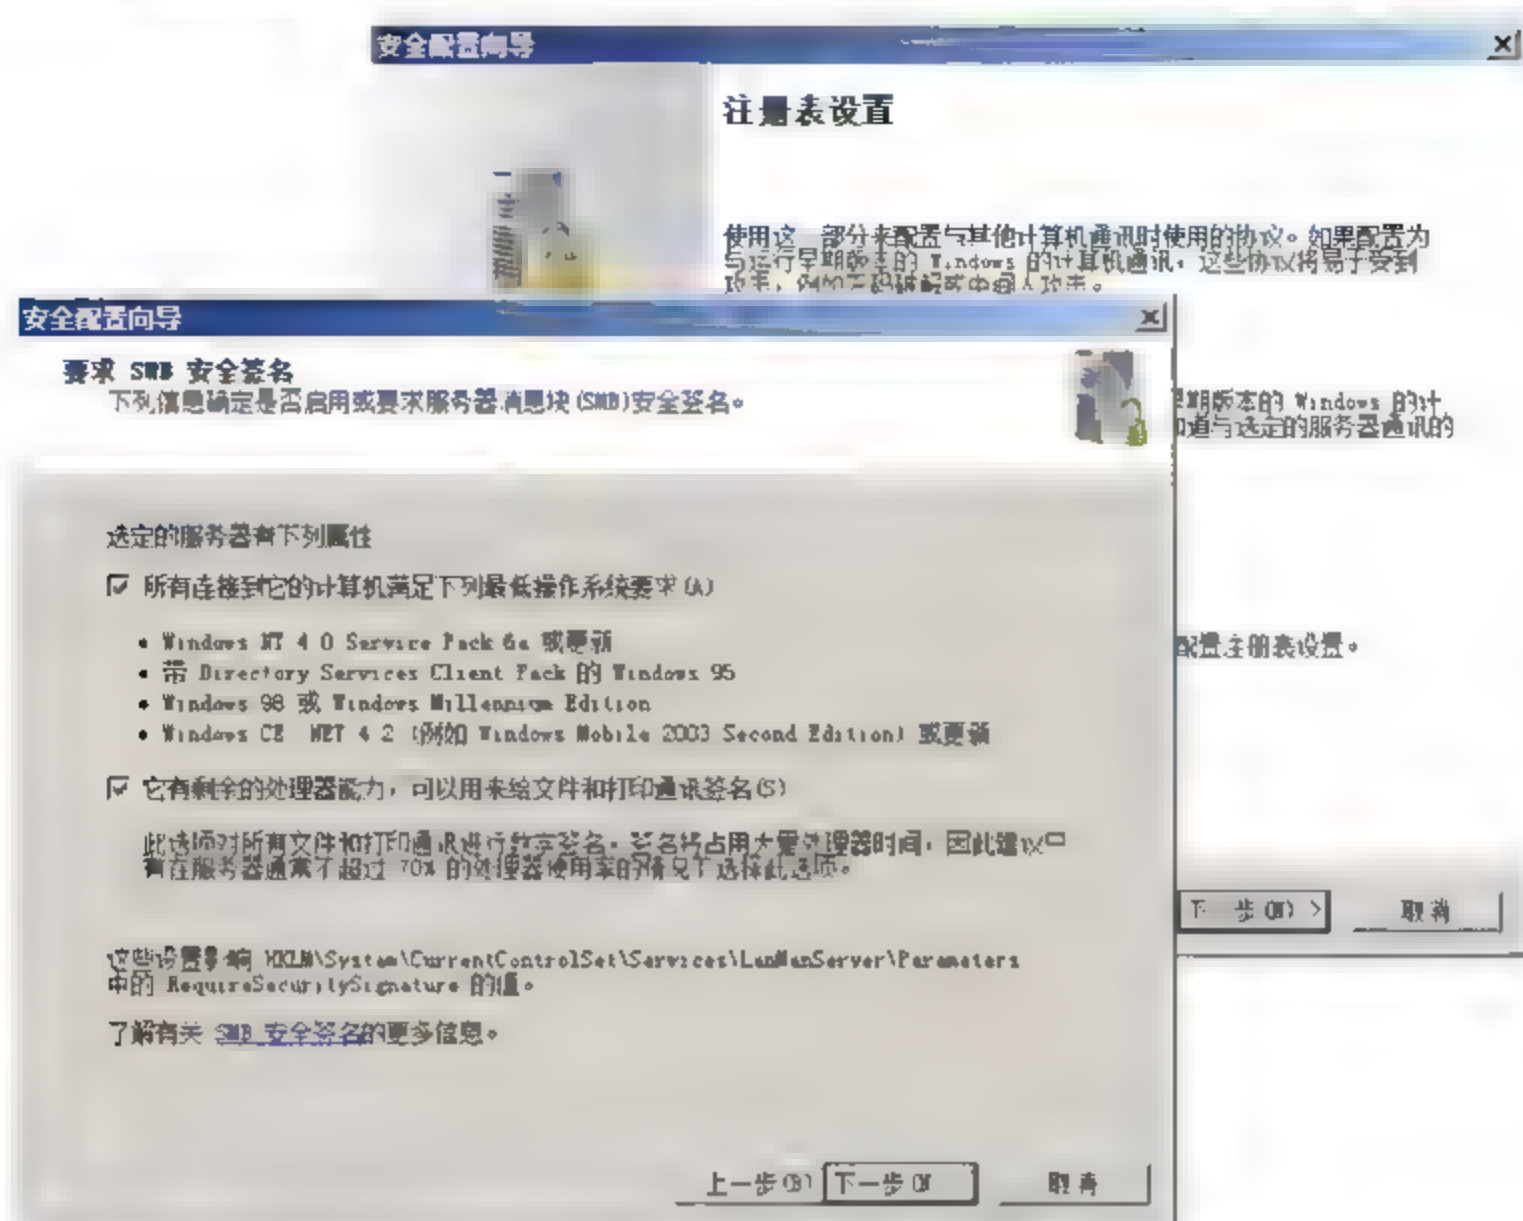 安全配置向导
注册表设置
使用这一部分来配置与其他计算机通讯时使用的协议。如果配置为
与运行早期版本的 Windows 的计算机通讯，这些协议将易于受到
攻击，例如
攻击。
早期版本的 Windows 的计
知道与选定的服务器通讯的
配置注册表设置。
下一步(N) >
取消
安全配置向导
要求 SMB 安全签名
下列信息确定是否启用或要求服务器消息块(SMB)安全签名。
选定的服务器有下列属性
所有连接到它的计算机满足下列最低操作系统要求(A)
• Windows NT 4 0 Service Pack 6a 或更新
• 带 Directory Services Client Pack 的 Windows 95
• Windows 98 或 Windows Millennium Edition
• Windows CE NET 4 2 (例如 Windows Mobile 2003 Second Edition) 或更新
它有剩余的处理器能力，可以用来给文件和打印通讯签名(S)
此选项对所有文件和打印通讯进行数字签名。签名将占用大量处理器时间，因此建议只
有在服务器通常不超过 70% 的处理器使用率的情况下选择此选项。
这些设置影响 HKLM\System\CurrentControlSet\Services\LanManServer\Parameters
中的 RequireSecuritySignature 的值。
了解有关 SMB 安全签名的更多信息。
上一步(B)
下一步(N
取消